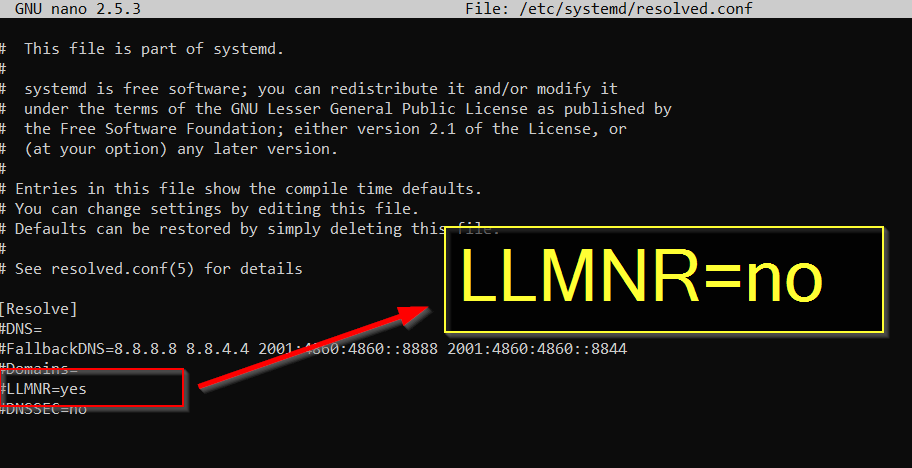 GNU nano 2.5.3 File: /etc/systemd/resolved.conf
# This file is part of systemd.
#
# systemd is free software; you can redistribute it and/or modify it
# under the terms of the GNU Lesser General Public License as published by
# the Free Software Foundation; either version 2.1 of the License, or
# (at your option) any later version.
#
# Entries in this file show the compile time defaults.
# You can change settings by editing this file.
# Defaults can be restored by simply deleting this file.
#
# See resolved.conf(5) for details
[Resolve]
#DNS=
#FallbackDNS=8.8.8.8 8.8.4.4 2001:4860:4860::8888 2001:4860:4860::8844
#Domains=
#LLMNR=yes
#DNSSEC=no
LLMNR=no